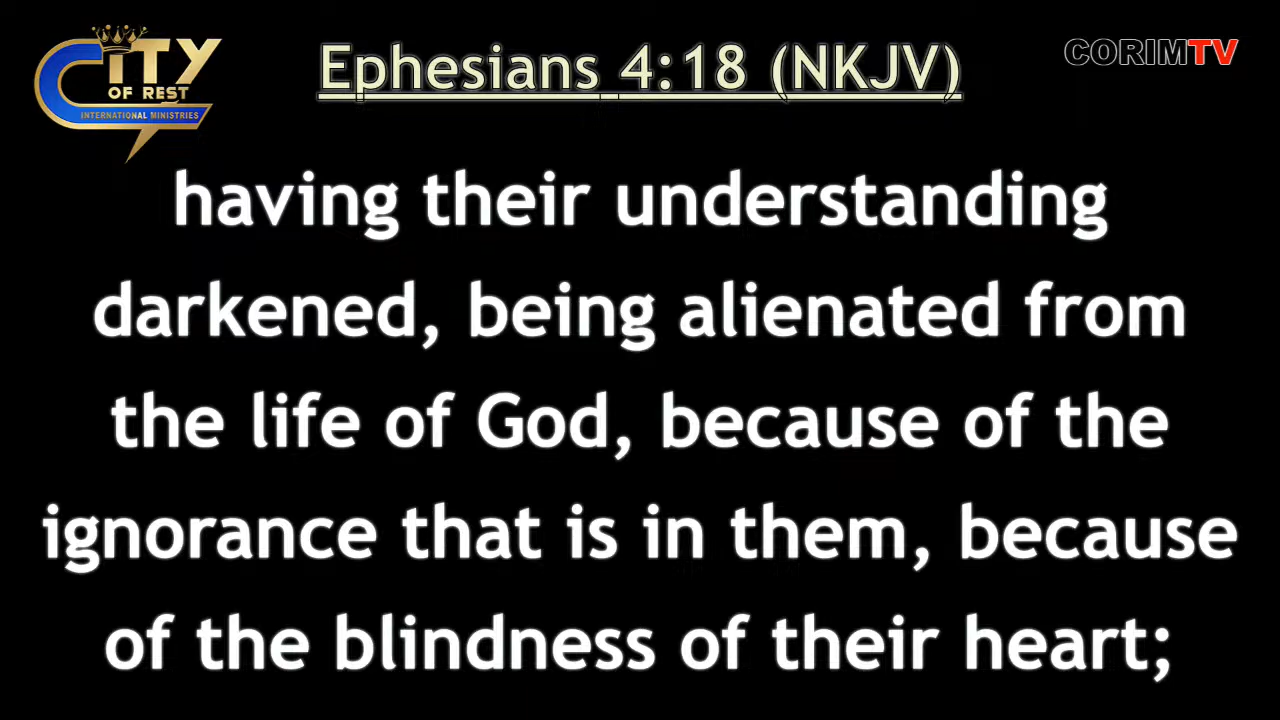 CITY
OF REST
INTERNATIONAL MINISTRIES
Ephesians 4:18 (NKJV)
CORIMTV
having their understanding
darkened, being alienated from
the life of God, because of the
ignorance that is in them, because
of the blindness of their heart;